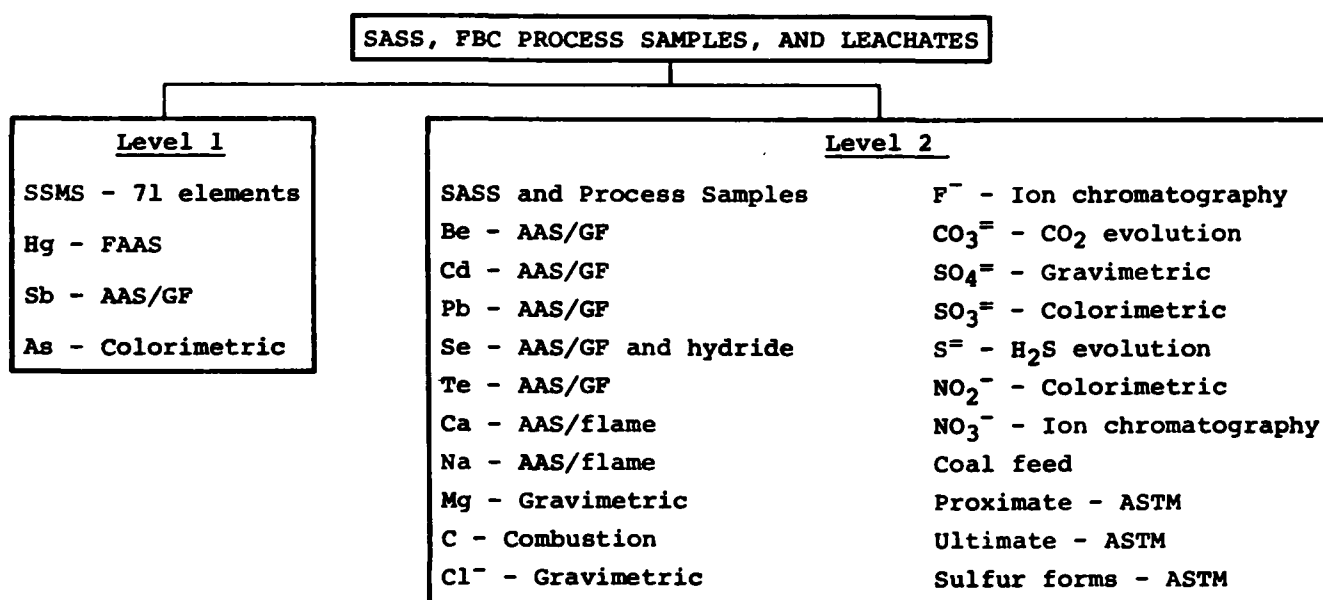 SASS, FBC PROCESS SAMPLES, AND LEACHATES
Level 1
SSMS - 71 elements
Hg - FAAS
Sb - AAS/GF
As - Colorimetric
Level 2
SASS and Process Samples
Be - AAS/GF
Cd - AAS/GF
Pb - AAS/GF
Se - AAS/GF and hydride
Te - AAS/GF
Ca - AAS/flame
Na - AAS/flame
Mg - Gravimetric
C - Combustion
Cl⁻ - Gravimetric
F⁻ - Ion chromatography
CO₃⁼ - CO₂ evolution
SO₄⁼ - Gravimetric
SO₃⁼ - Colorimetric
S⁼ - H₂S evolution
NO₂⁻ - Colorimetric
NO₃⁻ - Ion chromatography
Coal feed
Proximate - ASTM
Ultimate - ASTM
Sulfur forms - ASTM